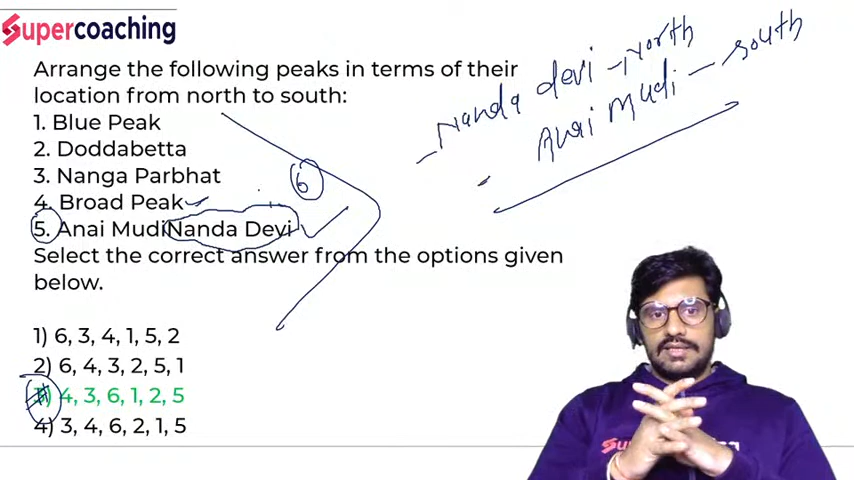 Supercoaching
Arrange the following peaks in terms of their
location from north to south:
1. Blue Peak
2. Doddabetta
3. Nanga Parbhat
4. Broad Peak
5. Anai MudiNanda Devi
6
Select the correct answer from the options given
below.
1) 6, 3, 4, 1, 5, 2
2) 6, 4, 3, 2, 5, 1
3) 4, 3, 6, 1, 2, 5
4) 3, 4, 6, 2, 1, 5
Nanda devi - North
Anai Mudi - south